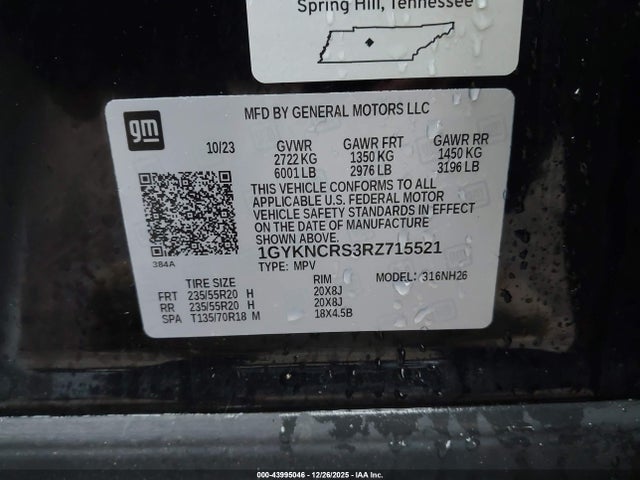 Spring Hill, Tennessee
gm
MFD BY GENERAL MOTORS LLC
10/23 GVWR GAWR FRT GAWR RR
2722 KG 1350 KG 1450 KG
6001 LB 2976 LB 3196 LB
THIS VEHICLE CONFORMS TO ALL
APPLICABLE U.S. FEDERAL MOTOR
VEHICLE SAFETY STANDARDS IN EFFECT
ON THE DATE OF MANUFACTURE
SHOWN ABOVE.
1GYKNCRS3RZ715521
384A
TYPE: MPV MODEL: 316NH26
TIRE SIZE RIM
FRT 235/55R20 H 20X8J
RR 235/55R20 H 20X8J
SPA T135/70R18 M 18X4.5B
000-43995046 - 12/26/2025 - IAA Inc.